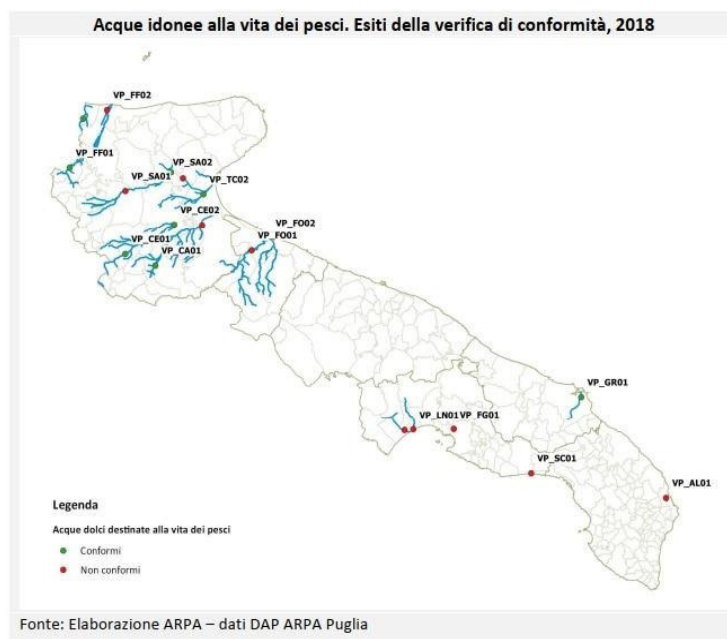 Acque idonee alla vita dei pesci. Esiti della verifica di conformità, 2018
VP_FF02
VP_FF01
VP_SA02
VP_SA01
VP_TC02
VP_CE02
VP_FO02
VP_CE01
VP_FO01
VP_CA01
VP_GR01
VP_LN01 VP_FG01
VP_SC01
VP_AL01
Legenda
Acque dolci destinate alla vita dei pesci
Conformi
Non conformi
Fonte: Elaborazione ARPA – dati DAP ARPA Puglia